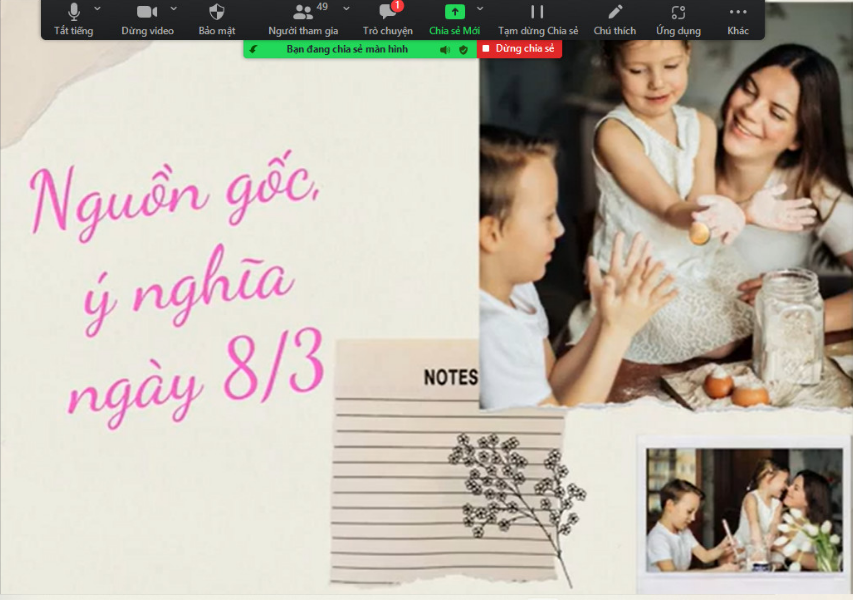 Tắt tiếng
Dừng video
Bảo mật
49
Người tham gia
1
Trò chuyện
Chia sẻ Mới
Tạm dừng Chia sẻ
Chú thích
Ứng dụng
Khác
Bạn đang chia sẻ màn hình
Dừng chia sẻ
Nguồn gốc,
ý nghĩa
ngày 8/3
NOTES